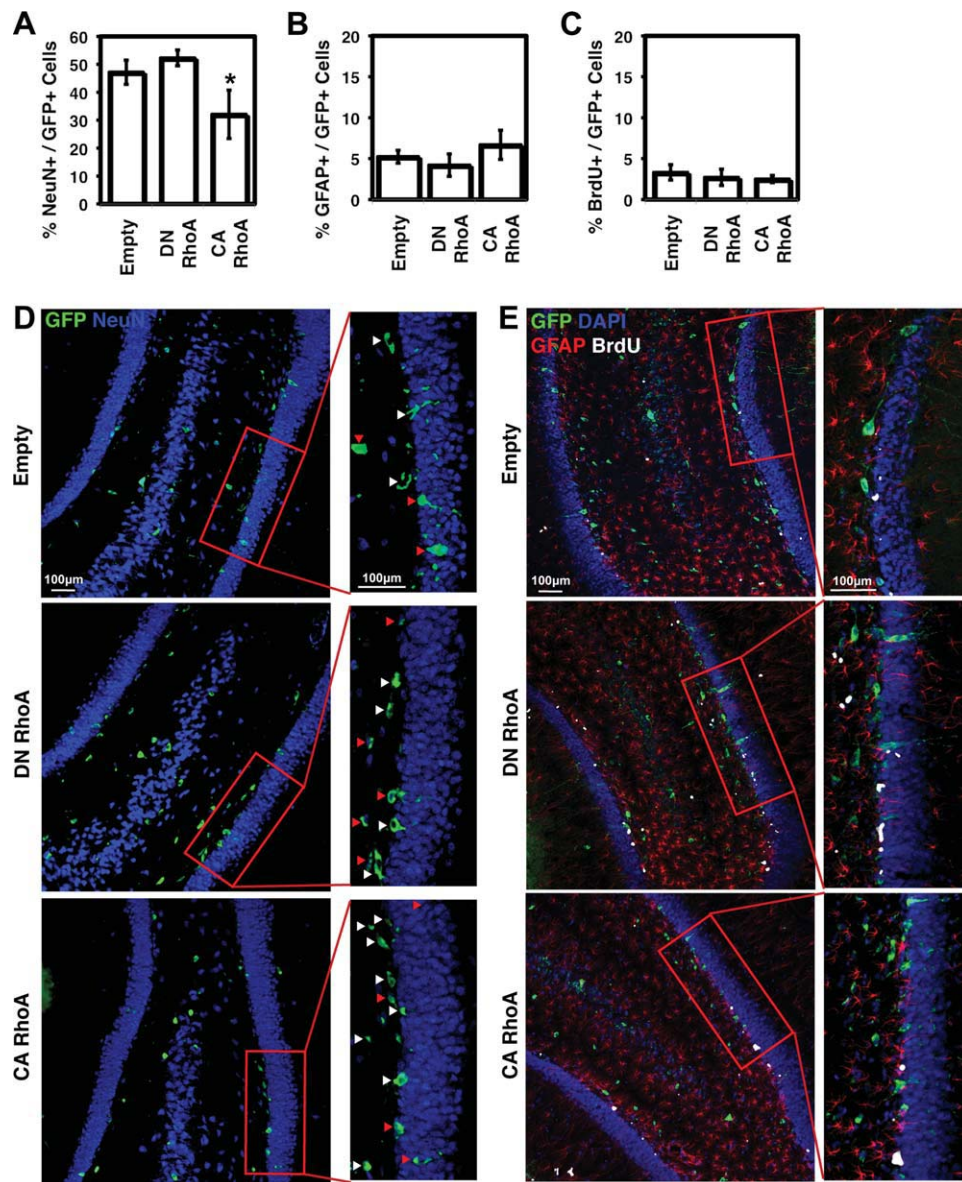 A
% NeuN+ / GFP+ Cells
60
50
40
30
20
10
0
*
Empty
DN
RhoA
CA
RhoA
B
% GFAP+ / GFP+ Cells
20
15
10
5
0
Empty
DN
RhoA
CA
RhoA
C
% BrdU+ / GFP+ Cells
20
15
10
5
0
Empty
DN
RhoA
CA
RhoA
D
GFP NeuN
Empty
100µm
100µm
DN RhoA
CA RhoA
E
GFP DAPI
GFAP BrdU
Empty
100µm
100µm
DN RhoA
CA RhoA